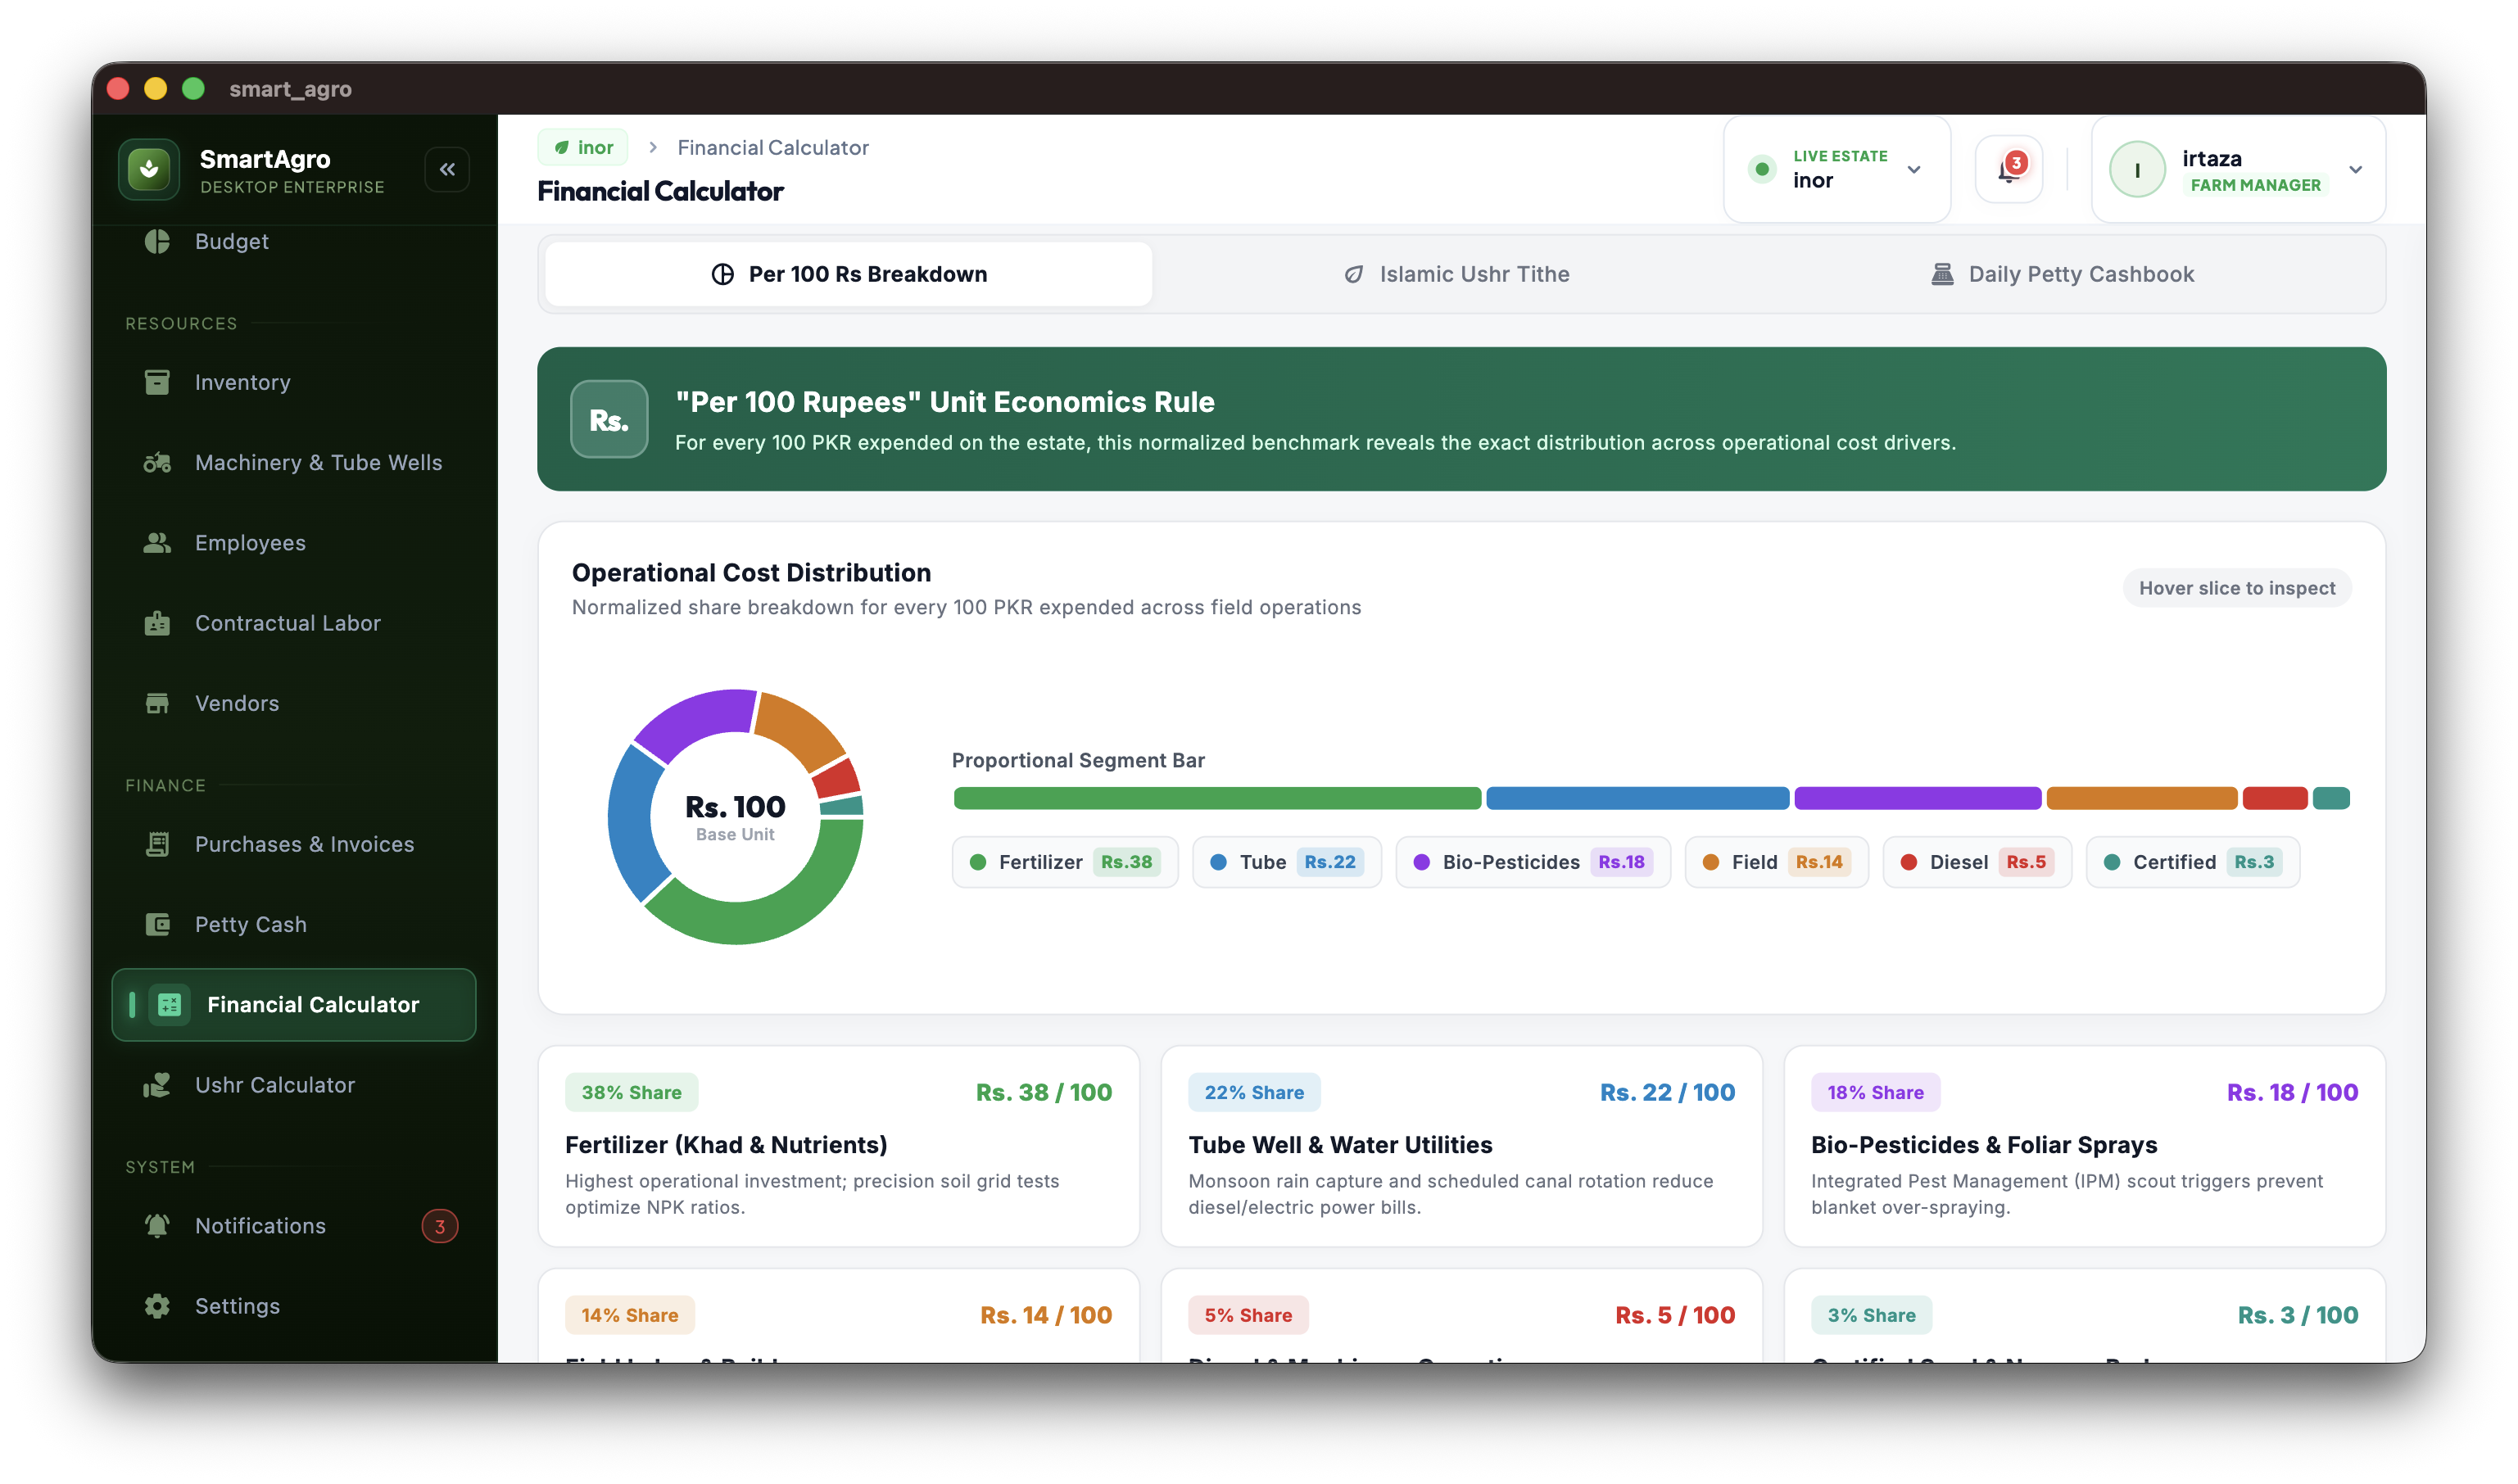 smart_agro
SmartAgro
DESKTOP ENTERPRISE
Budget
RESOURCES
Inventory
Machinery & Tube Wells
Employees
Contractual Labor
Vendors
FINANCE
Purchases & Invoices
Petty Cash
Financial Calculator
Ushr Calculator
SYSTEM
Notifications 3
Settings
inor > Financial Calculator
Financial Calculator
LIVE ESTATE
inor
3
I
irtaza
FARM MANAGER
Per 100 Rs Breakdown
Islamic Ushr Tithe
Daily Petty Cashbook
Rs.
"Per 100 Rupees" Unit Economics Rule
For every 100 PKR expended on the estate, this normalized benchmark reveals the exact distribution across operational cost drivers.
Operational Cost Distribution
Normalized share breakdown for every 100 PKR expended across field operations
Hover slice to inspect
Rs. 100
Base Unit
Proportional Segment Bar
Fertilizer Rs.38
Tube Rs.22
Bio-Pesticides Rs.18
Field Rs.14
Diesel Rs.5
Certified Rs.3
38% Share Rs. 38 / 100
Fertilizer (Khad & Nutrients)
Highest operational investment; precision soil grid tests
optimize NPK ratios.
22% Share Rs. 22 / 100
Tube Well & Water Utilities
Monsoon rain capture and scheduled canal rotation reduce
diesel/electric power bills.
18% Share Rs. 18 / 100
Bio-Pesticides & Foliar Sprays
Integrated Pest Management (IPM) scout triggers prevent
blanket over-spraying.
14% Share Rs. 14 / 100
5% Share Rs. 5 / 100
3% Share Rs. 3 / 100